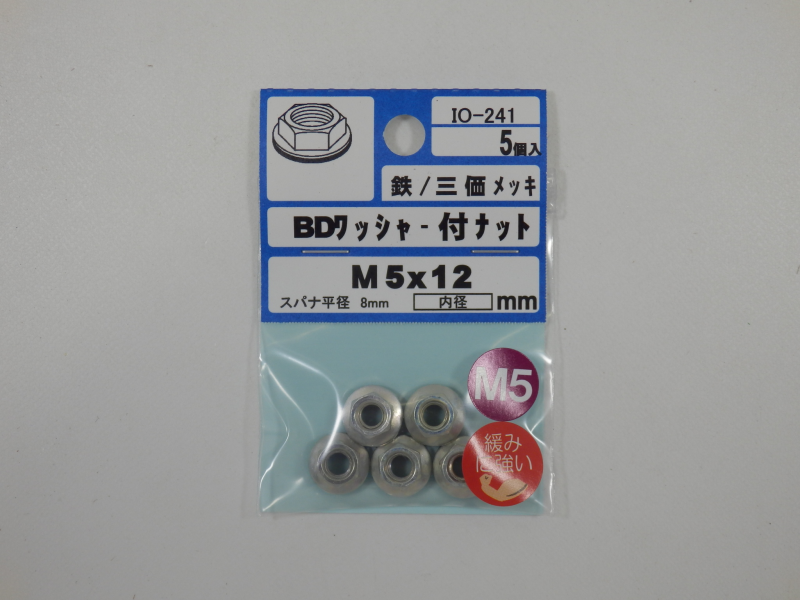 IO-241
5個入
鉄/三価メッキ
BDワッシャ-付ナット
M5x12
スパナ平径 8mm 内径 mm
M5
緩み
に強い